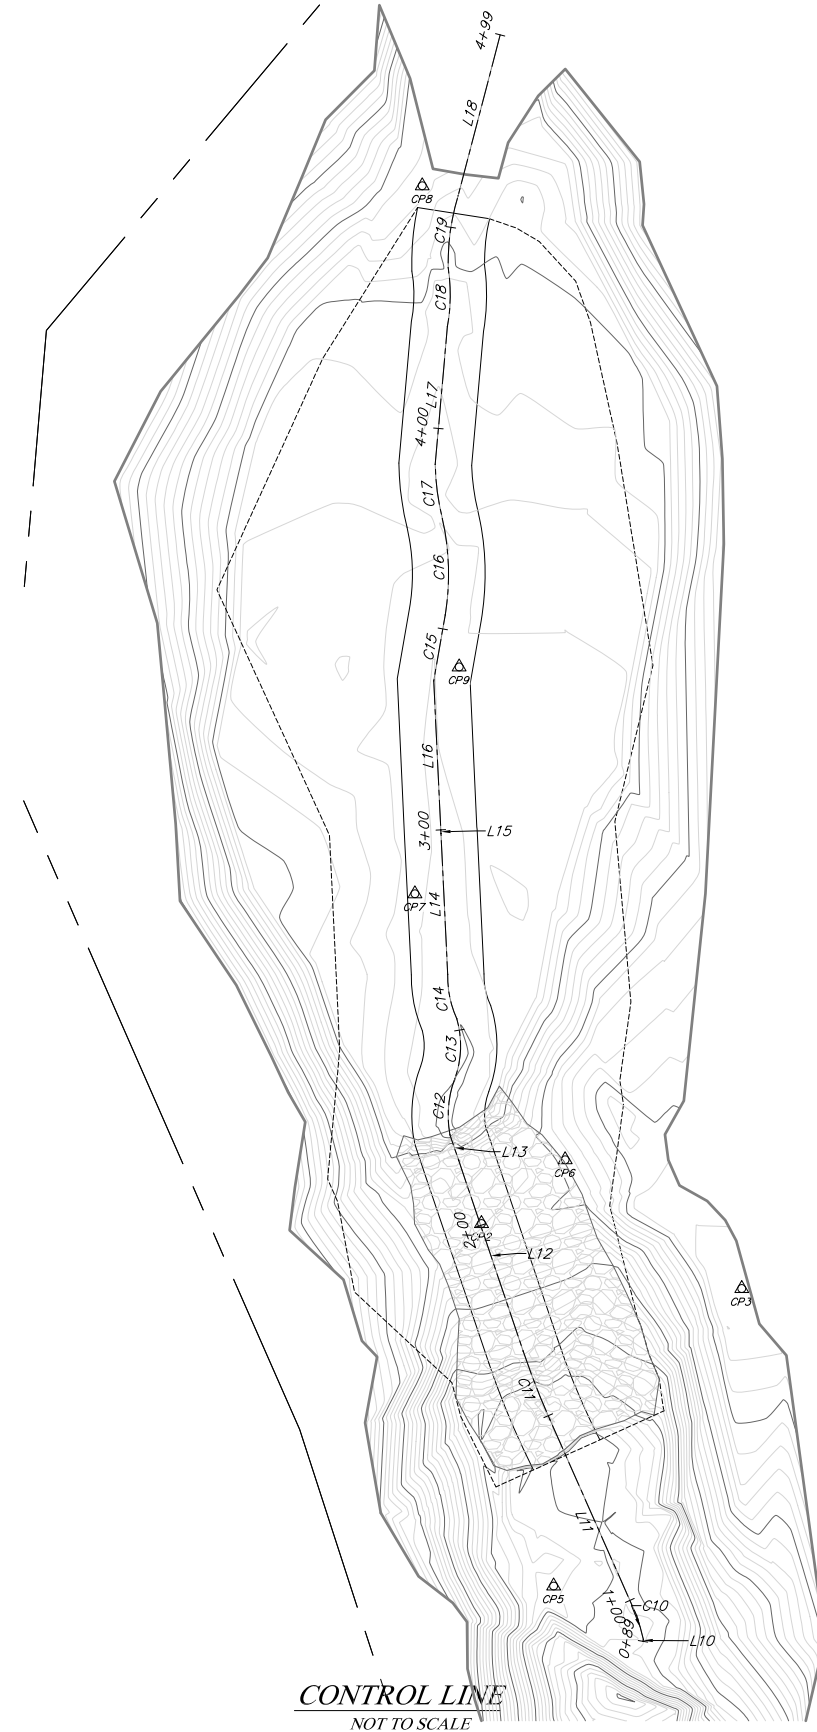 4+99
L18
CP8
C19
C18
L17
4+00
C17
C16
C15
CP9
L16
3+00
L15
CP7
L14
C14
C13
C12
L13
CP6
2+00
CP2
L12
CP3
C11
L11
CP5
1+00
C10
0+89
L10
CONTROL LINE
NOT TO SCALE